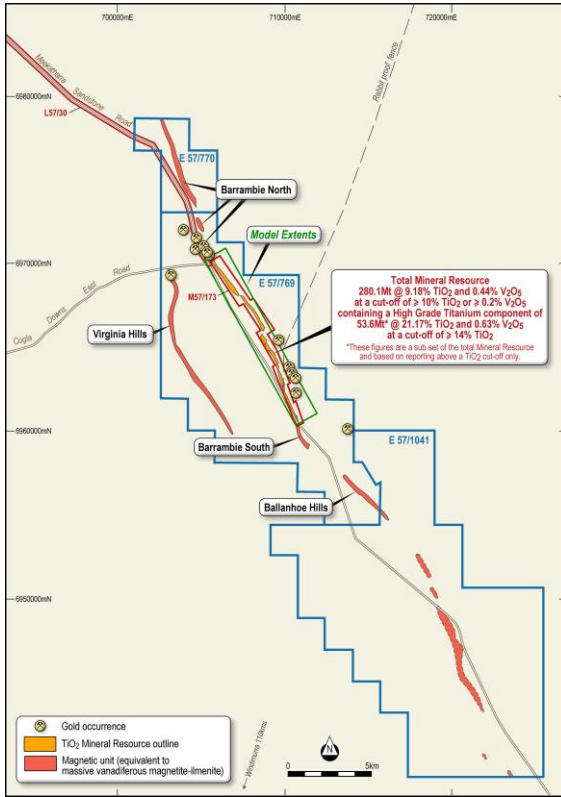 700000mE
710000mE
720000mE
Meekatharra
Sandstone
Road
Rabbit proof fence
6980000mN
L57/30
E 57/770
Barrambie North
Model Extents
6970000mN
E 57/769
M57/173
Cogla Downs East Road
Total Mineral Resource
280.1Mt @ 9.18% TiO₂ and 0.44% V₂O₅
at a cut-off of ≥ 10% TiO₂ or ≥ 0.2% V₂O₅
containing a High Grade Titanium component of
53.6Mt* @ 21.17% TiO₂ and 0.63% V₂O₅
at a cut-off of ≥ 14% TiO₂
*These figures are a sub-set of the total Mineral Resource
and based on reporting above a TiO₂ cut-off only.
Virginia Hills
6960000mN
E 57/1041
Barrambie South
Ballanhoe Hills
6950000mN
Gold occurrence
TiO₂ Mineral Resource outline
Magnetic unit (equivalent to
massive vanadiferous magnetite-ilmenite)
Windimurra 110kms
N
0
5km